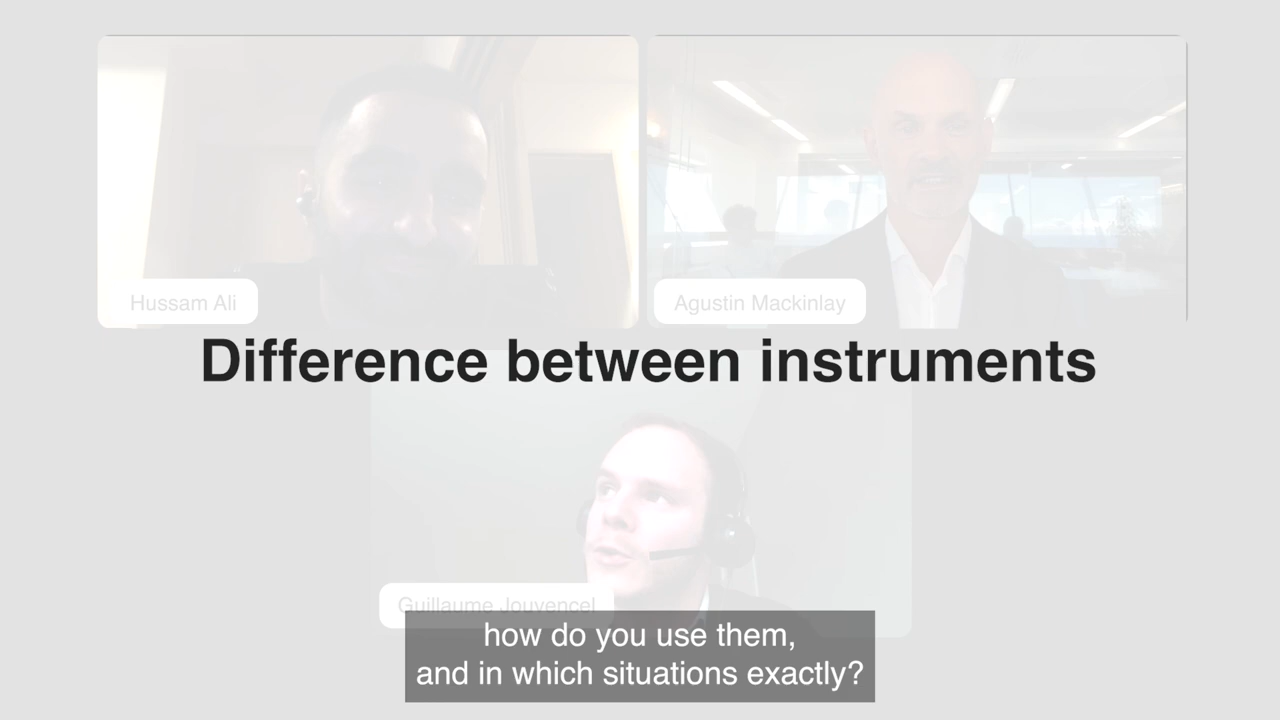 Hussam Ali
Agustin Mackinlay
Difference between instruments
Guillaume Jouvencel
how do you use them,
and in which situations exactly?